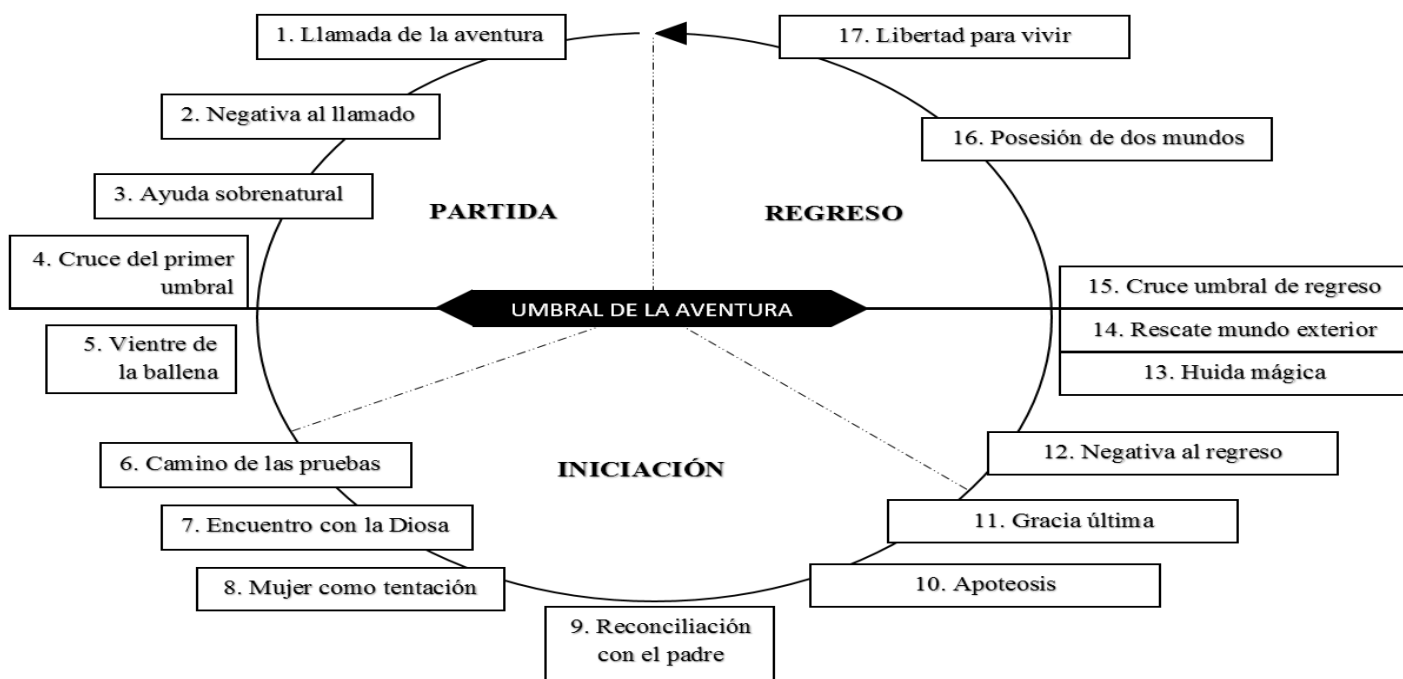 1. Llamada de la aventura
2. Negativa al llamado
3. Ayuda sobrenatural
4. Cruce del primer
umbral
5. Vientre de
la ballena
6. Camino de las pruebas
7. Encuentro con la Diosa
8. Mujer como tentación
9. Reconciliación
con el padre
10. Apoteosis
11. Gracia última
12. Negativa al regreso
13. Huida mágica
14. Rescate mundo exterior
15. Cruce umbral de regreso
16. Posesión de dos mundos
17. Libertad para vivir
PARTIDA
REGRESO
UMBRAL DE LA AVENTURA
INICIACIÓN